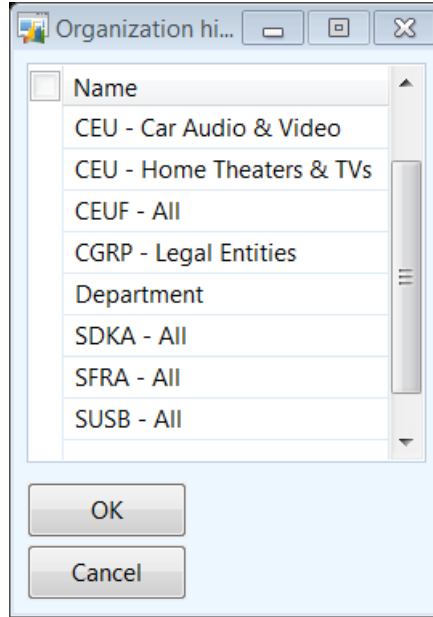 Organization hi...
Name
CEU - Car Audio & Video
CEU - Home Theaters & TVs
CEUF - All
CGRP - Legal Entities
Department
SDKA - All
SFRA - All
SUSB - All
OK
Cancel